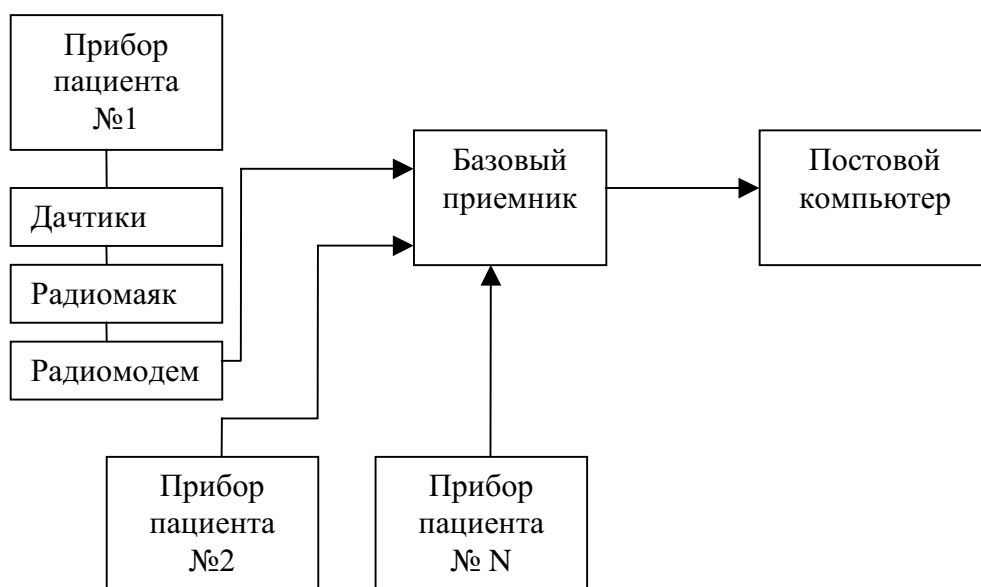 Прибор
пациента
№1
Дачтики
Радиомаяк
Радиомодем
Базовый
приемник
Постовой
компьютер
Прибор
пациента
№2
Прибор
пациента
№ N